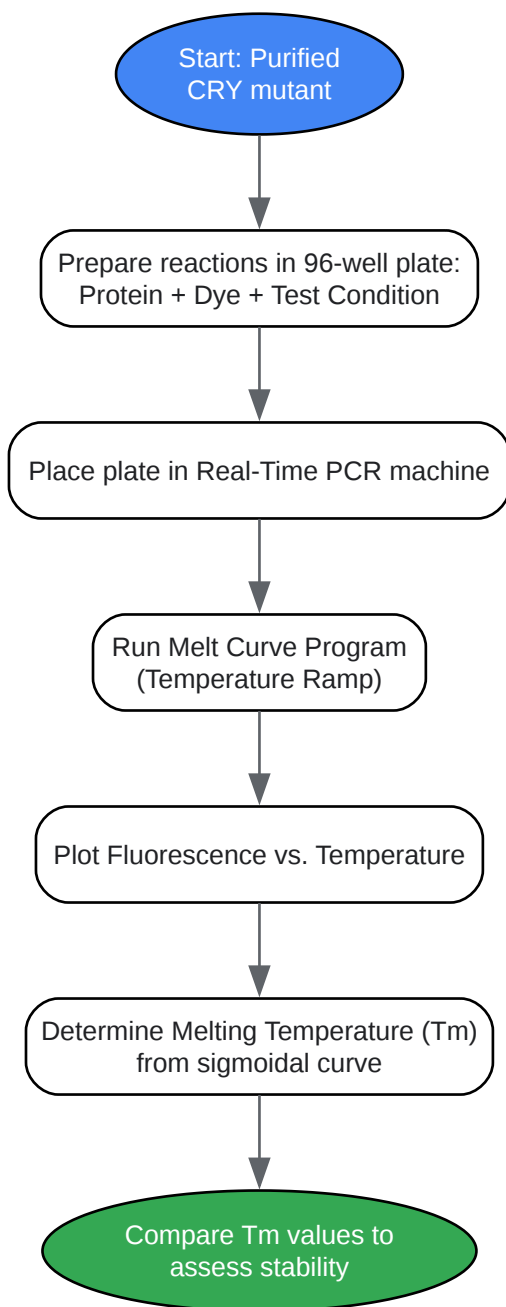 Start: Purified
CRY mutant
Prepare reactions in 96-well plate:
Protein + Dye + Test Condition
Place plate in Real-Time PCR machine
Run Melt Curve Program
(Temperature Ramp)
Plot Fluorescence vs. Temperature
Determine Melting Temperature (Tm)
from sigmoidal curve
Compare Tm values to
assess stability